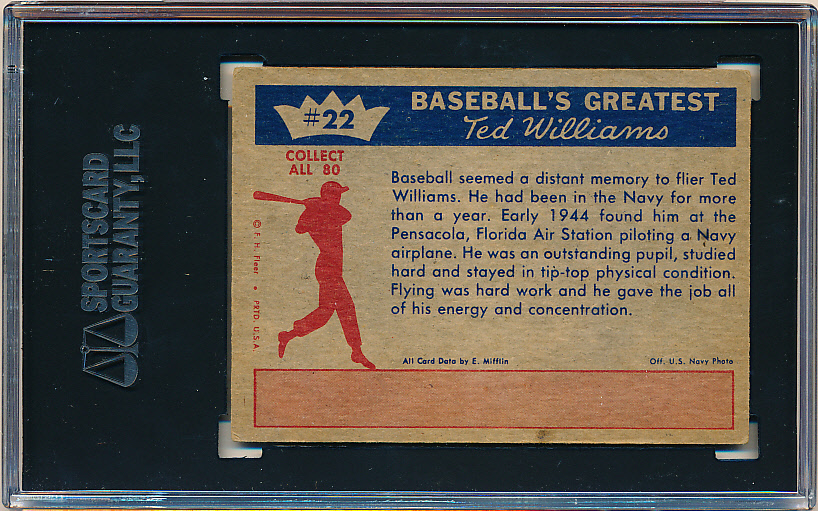 SPORTSCARD
GUARANTY, LLC
#22
BASEBALL'S GREATEST
Ted Williams
COLLECT
ALL 80
Baseball seemed a distant memory to flier Ted
Williams. He had been in the Navy for more
than a year. Early 1944 found him at the
Pensacola, Florida Air Station piloting a Navy
airplane. He was an outstanding pupil, studied
hard and stayed in tip-top physical condition.
Flying was hard work and he gave the job all
of his energy and concentration.
© F. H. Fleer • PRTD. U.S.A.
All Card Data by E. Mifflin
Off. U.S. Navy Photo